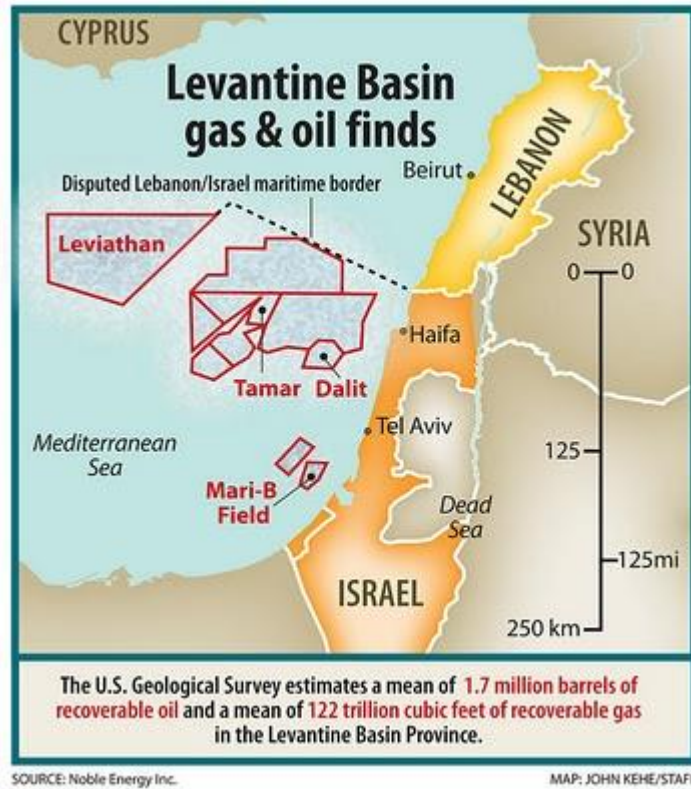 CYPRUS
Levantine Basin
gas & oil finds
Disputed Lebanon/Israel maritime border
Beirut
LEBANON
Leviathan
SYRIA
0 0
Haifa
Tamar Dalit
Mediterranean
Sea
Tel Aviv
125
Mari-B
Field
Dead
Sea
125mi
ISRAEL
250 km
The U.S. Geological Survey estimates a mean of 1.7 million barrels of
recoverable oil and a mean of 122 trillion cubic feet of recoverable gas
in the Levantine Basin Province.
SOURCE: Noble Energy Inc.
MAP: JOHN KEHE/STAF